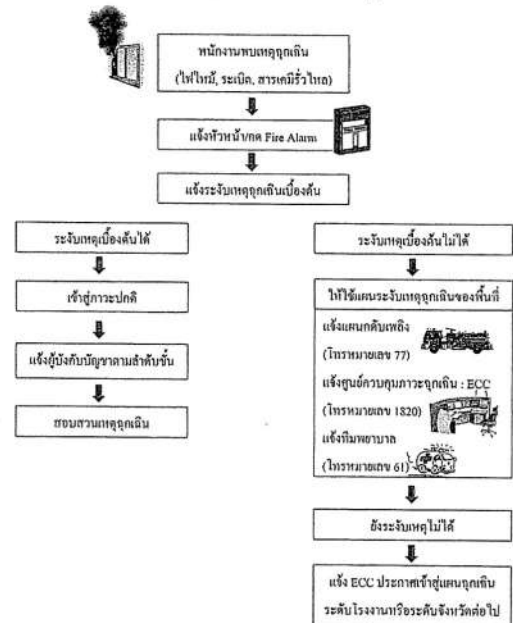 พนักงานพบเหตุฉุกเฉิน
(ไฟไหม้, ระเบิด, สารเคมีรั่วไหล)
แจ้งหัวหน้า/กด Fire Alarm
แจ้งระงับเหตุฉุกเฉินเบื้องต้น
ระงับเหตุเบื้องต้นได้
เข้าสู่ภาวะปกติ
แจ้งผู้บังคับบัญชาตามลำดับชั้น
สอบสวนเหตุฉุกเฉิน
ระงับเหตุเบื้องต้นไม่ได้
ให้ใช้แผนระงับเหตุฉุกเฉินของพื้นที่
แจ้งแผนกดับเพลิง
(โทรหมายเลข 77)
แจ้งศูนย์ควบคุมภาวะฉุกเฉิน : ECC
(โทรหมายเลข 1820)
แจ้งทีมพยาบาล
(โทรหมายเลข 61)
ยังระงับเหตุไม่ได้
แจ้ง ECC ประกาศเข้าสู่แผนฉุกเฉิน
ระดับโรงงานหรือระดับจังหวัดต่อไป